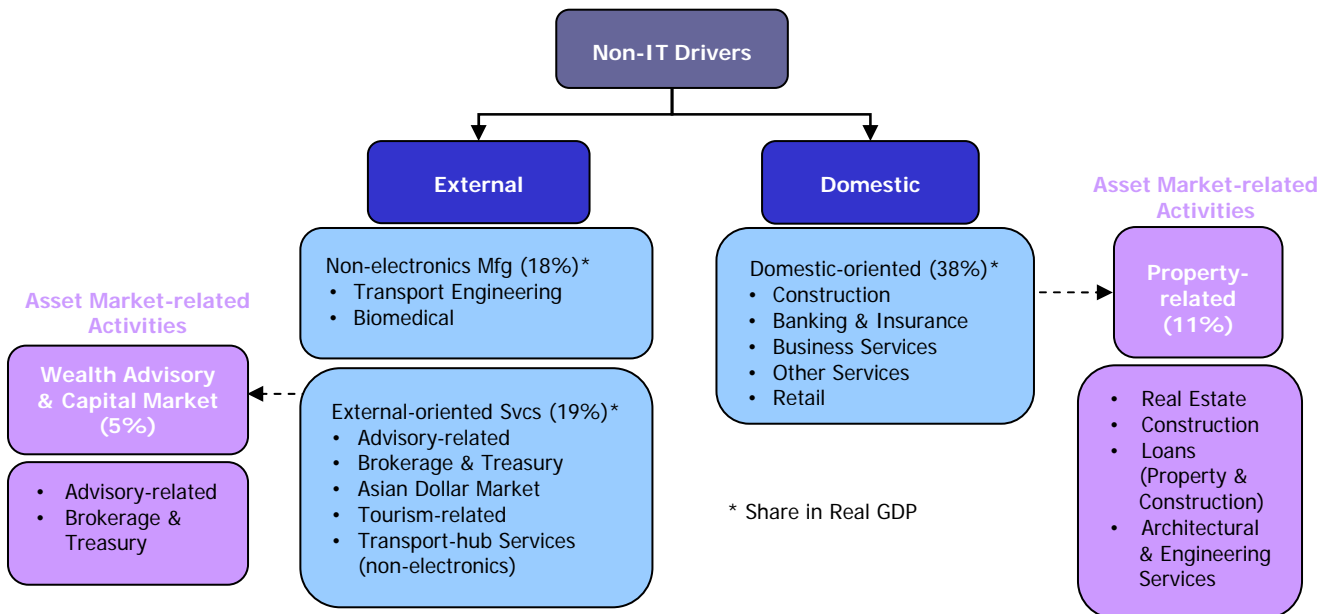 Non-IT Drivers
External
Domestic
Asset Market-related
Activities
Non-electronics Mfg (18%)*
• Transport Engineering
• Biomedical
Domestic-oriented (38%)*
• Construction
• Banking & Insurance
• Business Services
• Other Services
• Retail
Property-
related
(11%)
Asset Market-related
Activities
Wealth Advisory
& Capital Market
(5%)
External-oriented Svcs (19%)*
• Advisory-related
• Brokerage & Treasury
• Asian Dollar Market
• Tourism-related
• Transport-hub Services
(non-electronics)
• Real Estate
• Construction
• Loans
(Property &
Construction)
• Architectural
& Engineering
Services
• Advisory-related
• Brokerage &
Treasury
* Share in Real GDP